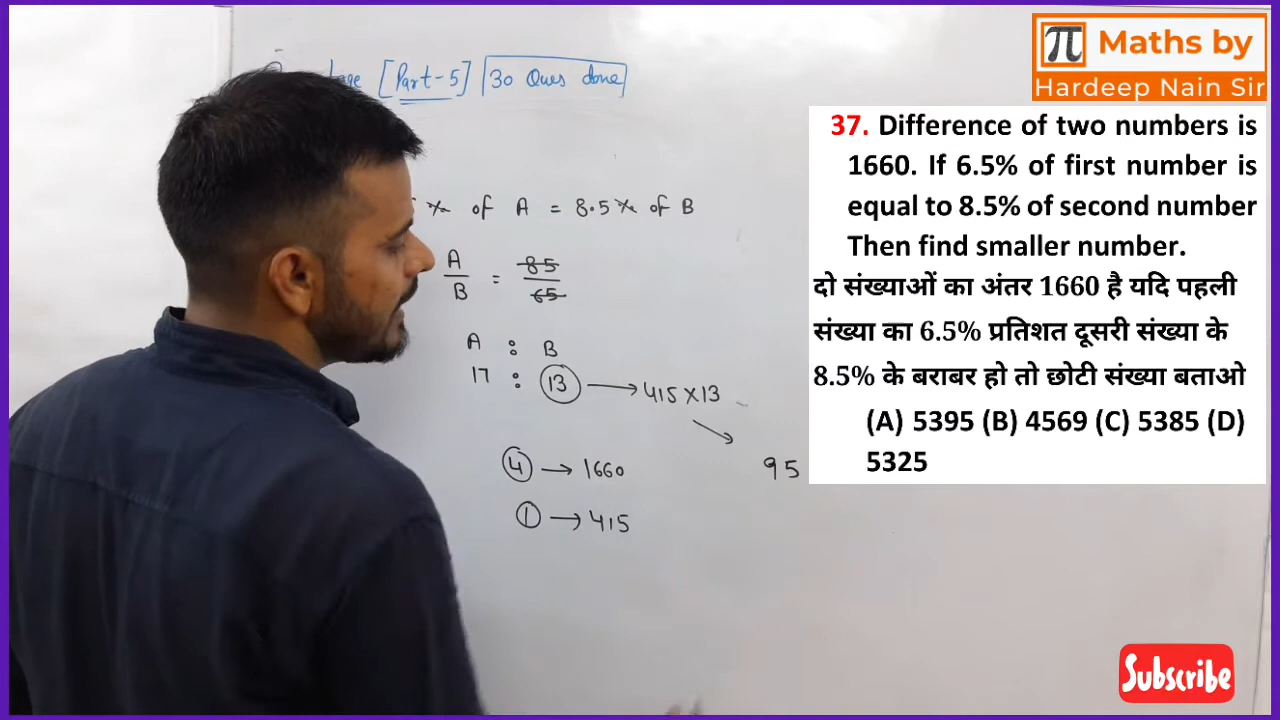 [Part-5] 30 Ques done
% of A = 8.5% of B
A/B = 85/65
A : B
17 : 13 → 415×13
4 → 1660
95
1 → 415
π Maths by
Hardeep Nain Sir
37. Difference of two numbers is
1660. If 6.5% of first number is
equal to 8.5% of second number
Then find smaller number.
दो संख्याओं का अंतर 1660 है यदि पहली
संख्या का 6.5% प्रतिशत दूसरी संख्या के
8.5% के बराबर हो तो छोटी संख्या बताओ
(A) 5395 (B) 4569 (C) 5385 (D)
5325
Subscribe